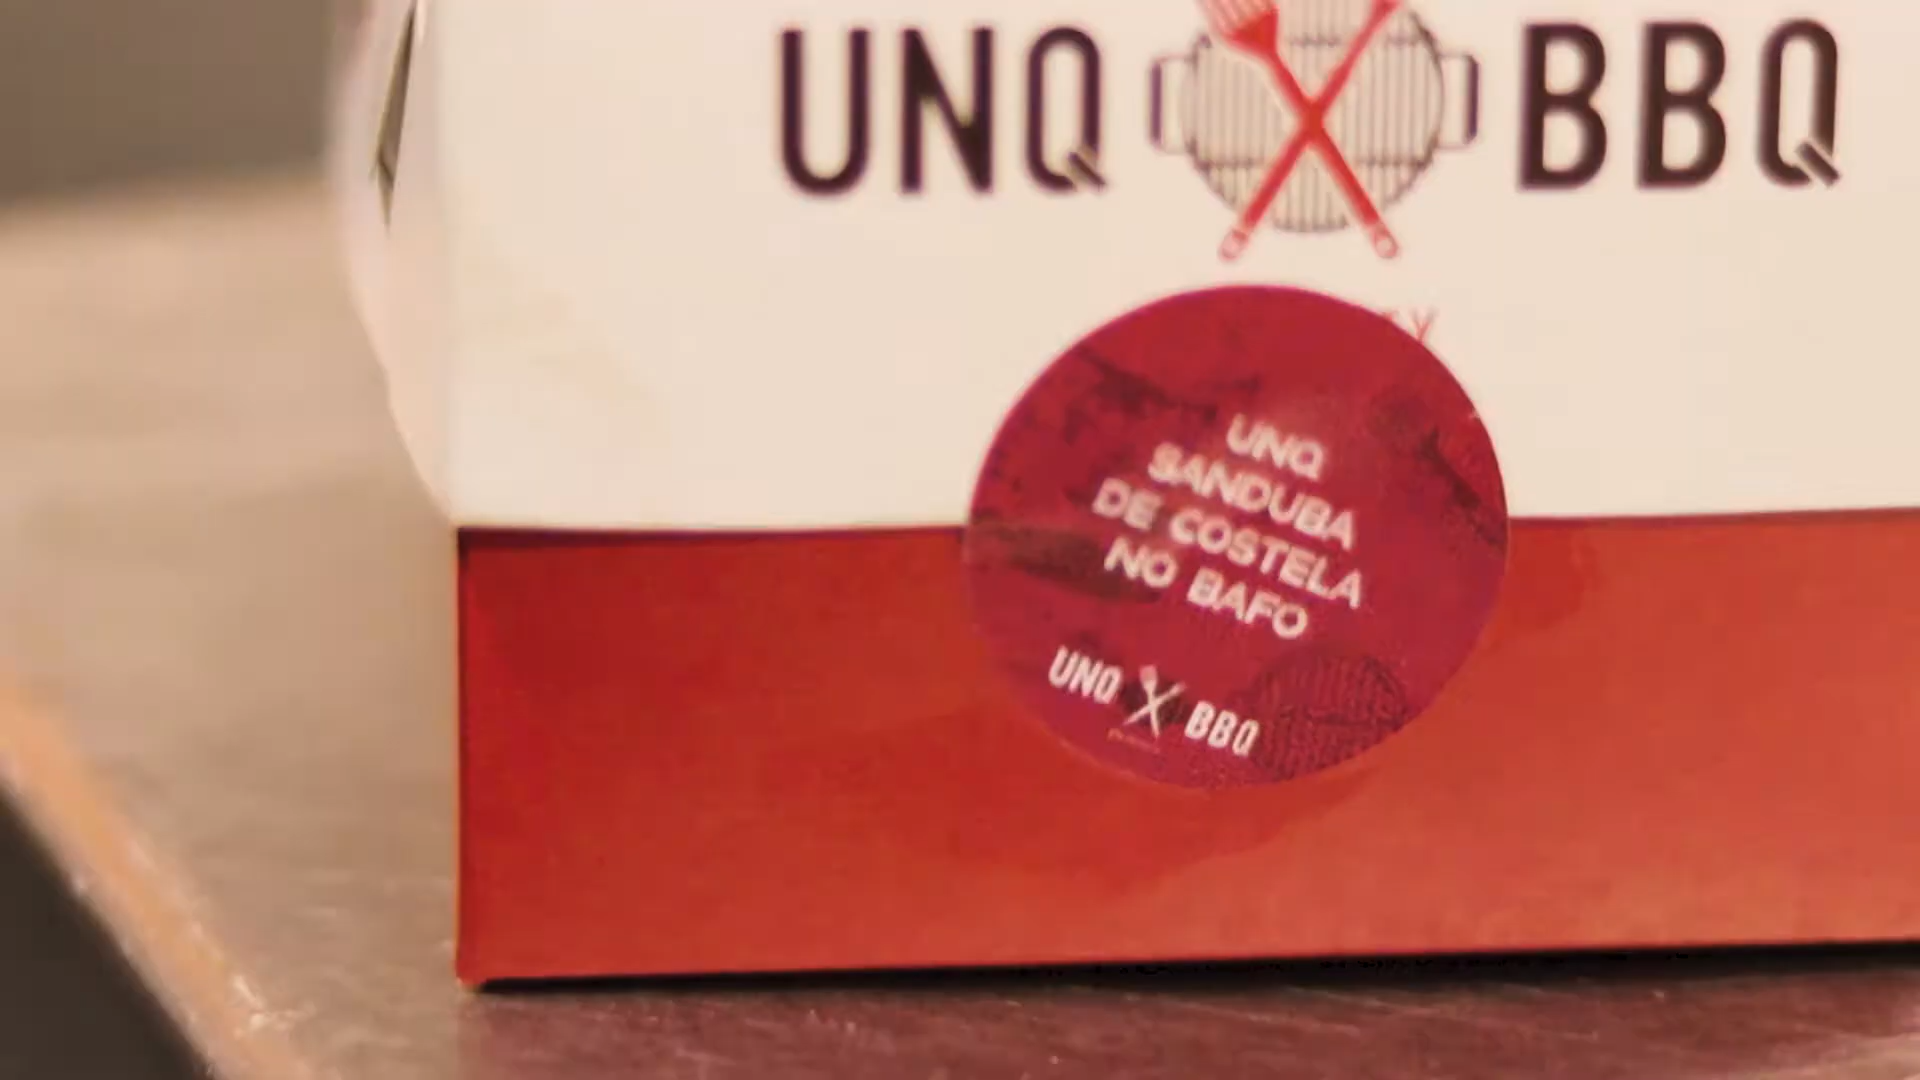 UNQ BBQ
UNQ
SANDUBA
DE COSTELA
NO BAFO
UNQ BBQ